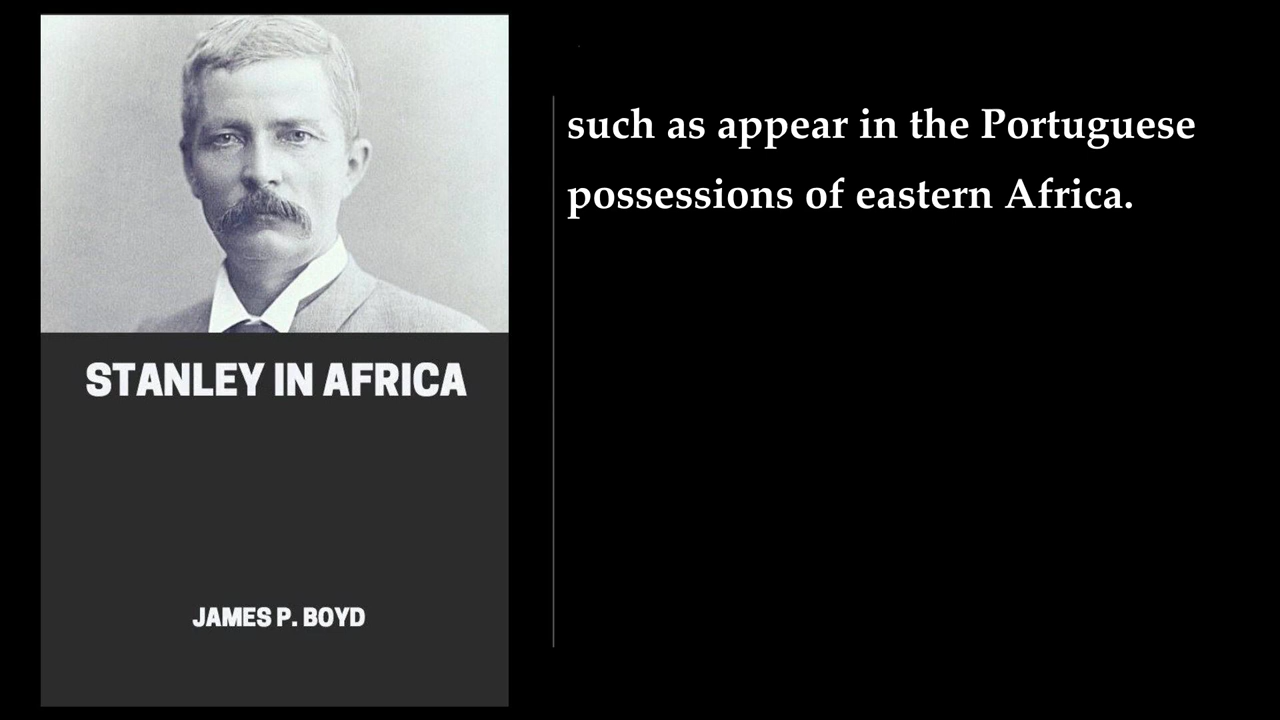 STANLEY IN AFRICA
JAMES P. BOYD
such as appear in the Portuguese
possessions of eastern Africa.